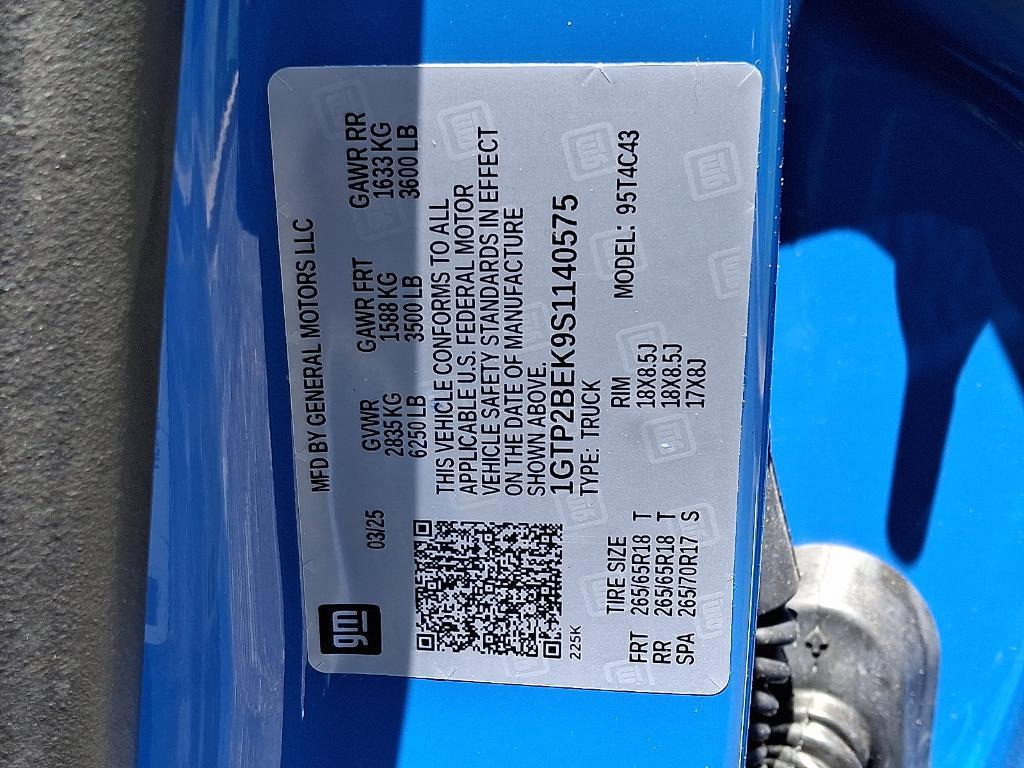 gm
MFD BY GENERAL MOTORS LLC
03/25
GVWR GAWR FRT GAWR RR
2835 KG 1588 KG 1633 KG
6250 LB 3500 LB 3600 LB
THIS VEHICLE CONFORMS TO ALL
APPLICABLE U.S. FEDERAL MOTOR
VEHICLE SAFETY STANDARDS IN EFFECT
ON THE DATE OF MANUFACTURE
SHOWN ABOVE.
1GTP2BEK9S1140575
225K
TYPE: TRUCK
TIRE SIZE RIM MODEL: 95T4C43
FRT 265/65R18 T 18X8.5J
RR 265/65R18 T 18X8.5J
SPA 265/70R17 S 17X8J